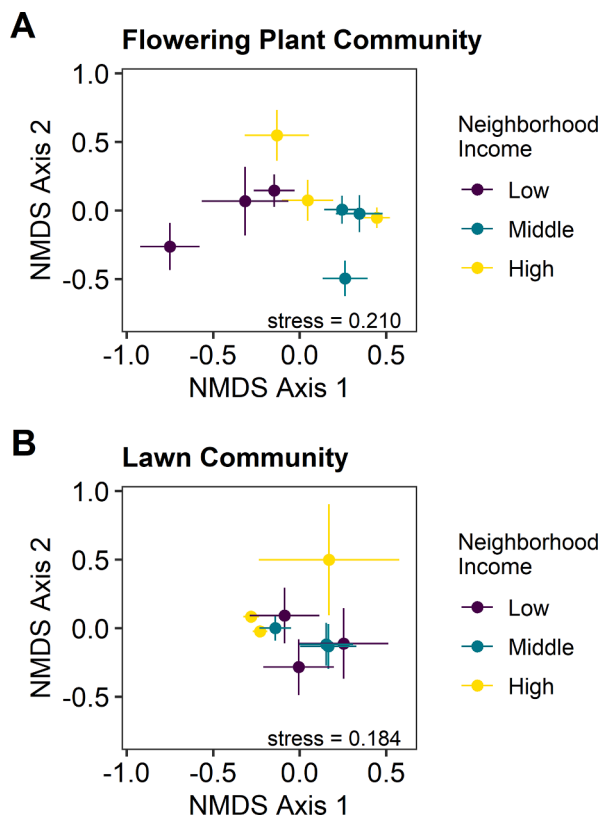 A
Flowering Plant Community
1.0
0.5
0.0
-0.5
NMDS Axis 2
stress = 0.210
-1.0 -0.5 0.0 0.5
NMDS Axis 1
Neighborhood
Income
Low
Middle
High
B
Lawn Community
1.0
0.5
0.0
-0.5
NMDS Axis 2
stress = 0.184
-1.0 -0.5 0.0 0.5
NMDS Axis 1
Neighborhood
Income
Low
Middle
High